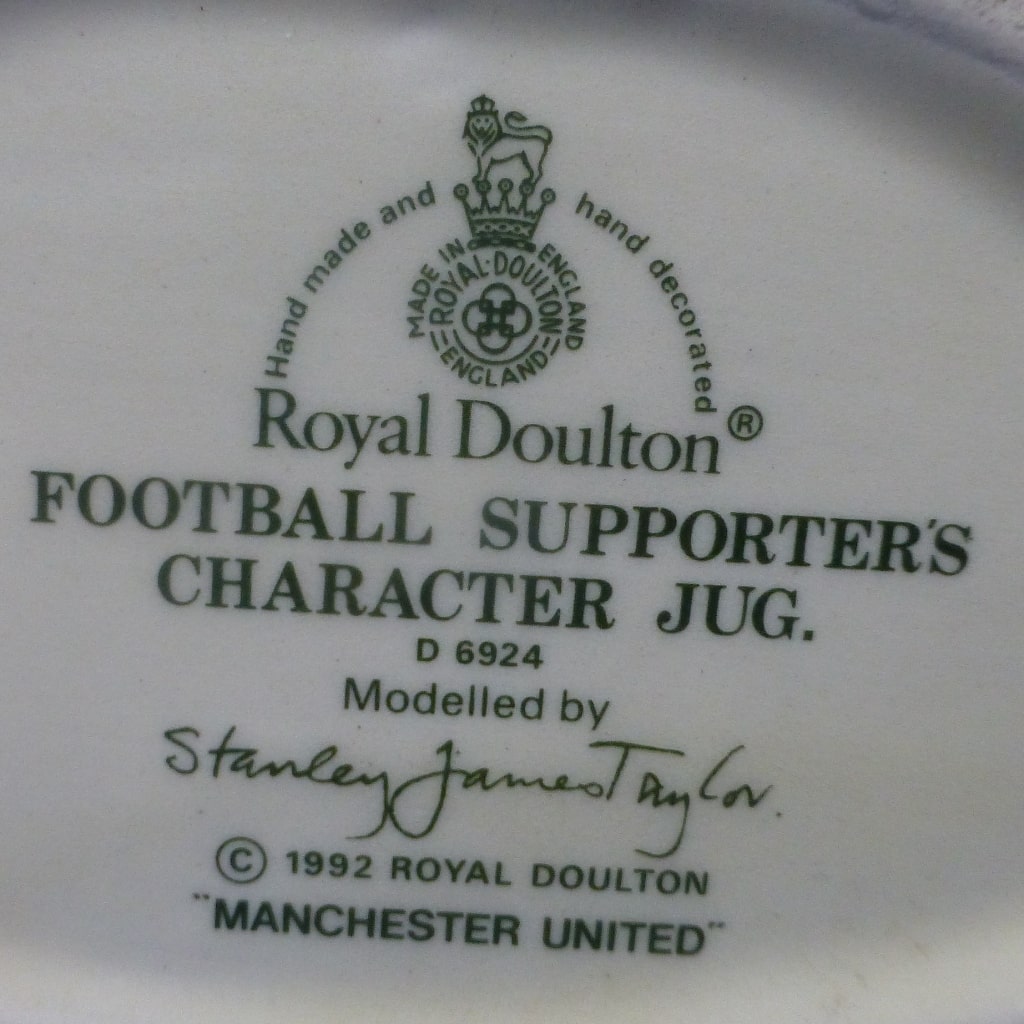 Hand made and hand decorated
MADE IN ENGLAND
ROYAL·DOULTON
ENGLAND
Royal Doulton®
FOOTBALL SUPPORTER'S
CHARACTER JUG.
D 6924
Modelled by
Stanley James Taylor.
© 1992 ROYAL DOULTON
"MANCHESTER UNITED"